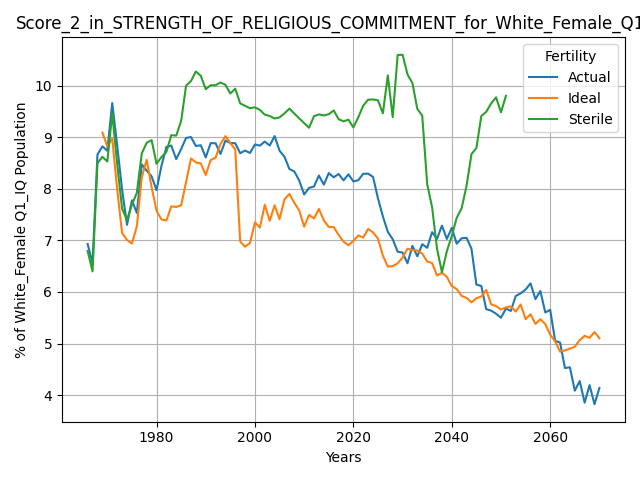 Score_2_in_STRENGTH_OF_RELIGIOUS_COMMITMENT_for_White_Female_Q1
Fertility
Actual
Ideal
Sterile
% of White_Female Q1_IQ Population
10
9
8
7
6
5
4
1980
2000
2020
2040
2060
Years